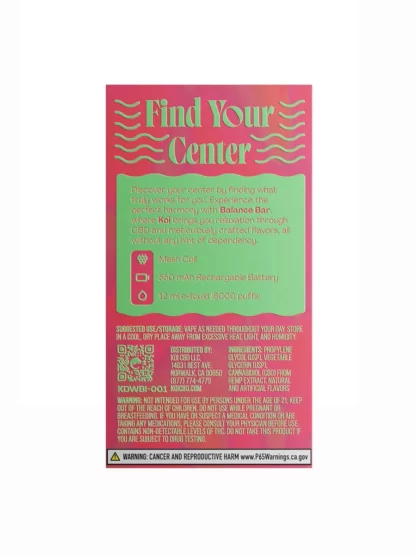 Find Your
Center
Discover your center by finding what
truly works for you. Experience the
perfect harmony with Balance Bar,
where Koi brings you relaxation through
CBD and meticulously crafted flavors, all
without any hint of dependency.
Mesh Coil
550 mAh Rechargable Battery
12 ml e-liquid: 6000 puffs
SUGGESTED USE/STORAGE: VAPE AS NEEDED THROUGHOUT YOUR DAY. STORE
IN A COOL, DRY PLACE AWAY FROM EXCESSIVE HEAT, LIGHT, AND HUMIDITY.
DISTRIBUTED BY:
KOI CBD LLC.
14631 BEST AVE.
NORWALK, CA 90650
(877) 774-4779
KOICBD.COM
KDWBI-001
INGREDIENTS: PROPYLENE
GLYCOL (USP), VEGETABLE
GLYCERIN (USP),
CANNABIDIOL (CBD) FROM
HEMP EXTRACT, NATURAL
AND ARTIFICIAL FLAVORS
WARNING: NOT INTENDED FOR USE BY PERSONS UNDER THE AGE OF 21. KEEP
OUT OF THE REACH OF CHILDREN. DO NOT USE WHILE PREGNANT OR
BREASTFEEDING. IF YOU HAVE OR SUSPECT A MEDICAL CONDITION OR ARE
TAKING ANY MEDICATIONS, PLEASE CONSULT YOUR PHYSICIAN BEFORE USE.
CONTAINS NON-DETECTABLE LEVELS OF THC. DO NOT TAKE THIS PRODUCT IF
YOU ARE SUBJECT TO DRUG TESTING.
WARNING: CANCER AND REPRODUCTIVE HARM www.P65Warnings.ca.gov